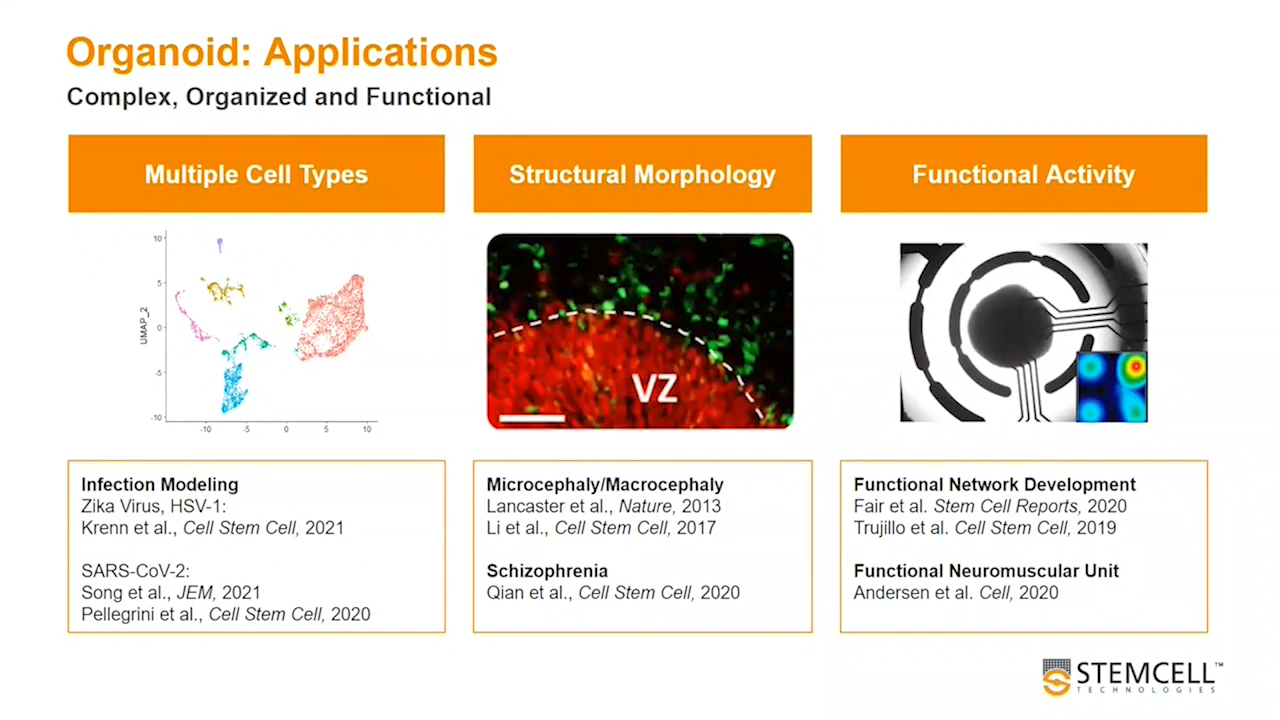 Organoid: Applications
Complex, Organized and Functional
Multiple Cell Types
Structural Morphology
Functional Activity
10
5
0
-5
-10
UMAP_2
-10
-5
0
5
10
VZ
Infection Modeling
Zika Virus, HSV-1:
Krenn et al., Cell Stem Cell, 2021
SARS-CoV-2:
Song et al., JEM, 2021
Pellegrini et al., Cell Stem Cell, 2020
Microcephaly/Macrocephaly
Lancaster et al., Nature, 2013
Li et al., Cell Stem Cell, 2017
Schizophrenia
Qian et al., Cell Stem Cell, 2020
Functional Network Development
Fair et al. Stem Cell Reports, 2020
Trujillo et al. Cell Stem Cell, 2019
Functional Neuromuscular Unit
Andersen et al. Cell, 2020
STEMCELL™
TECHNOLOGIES